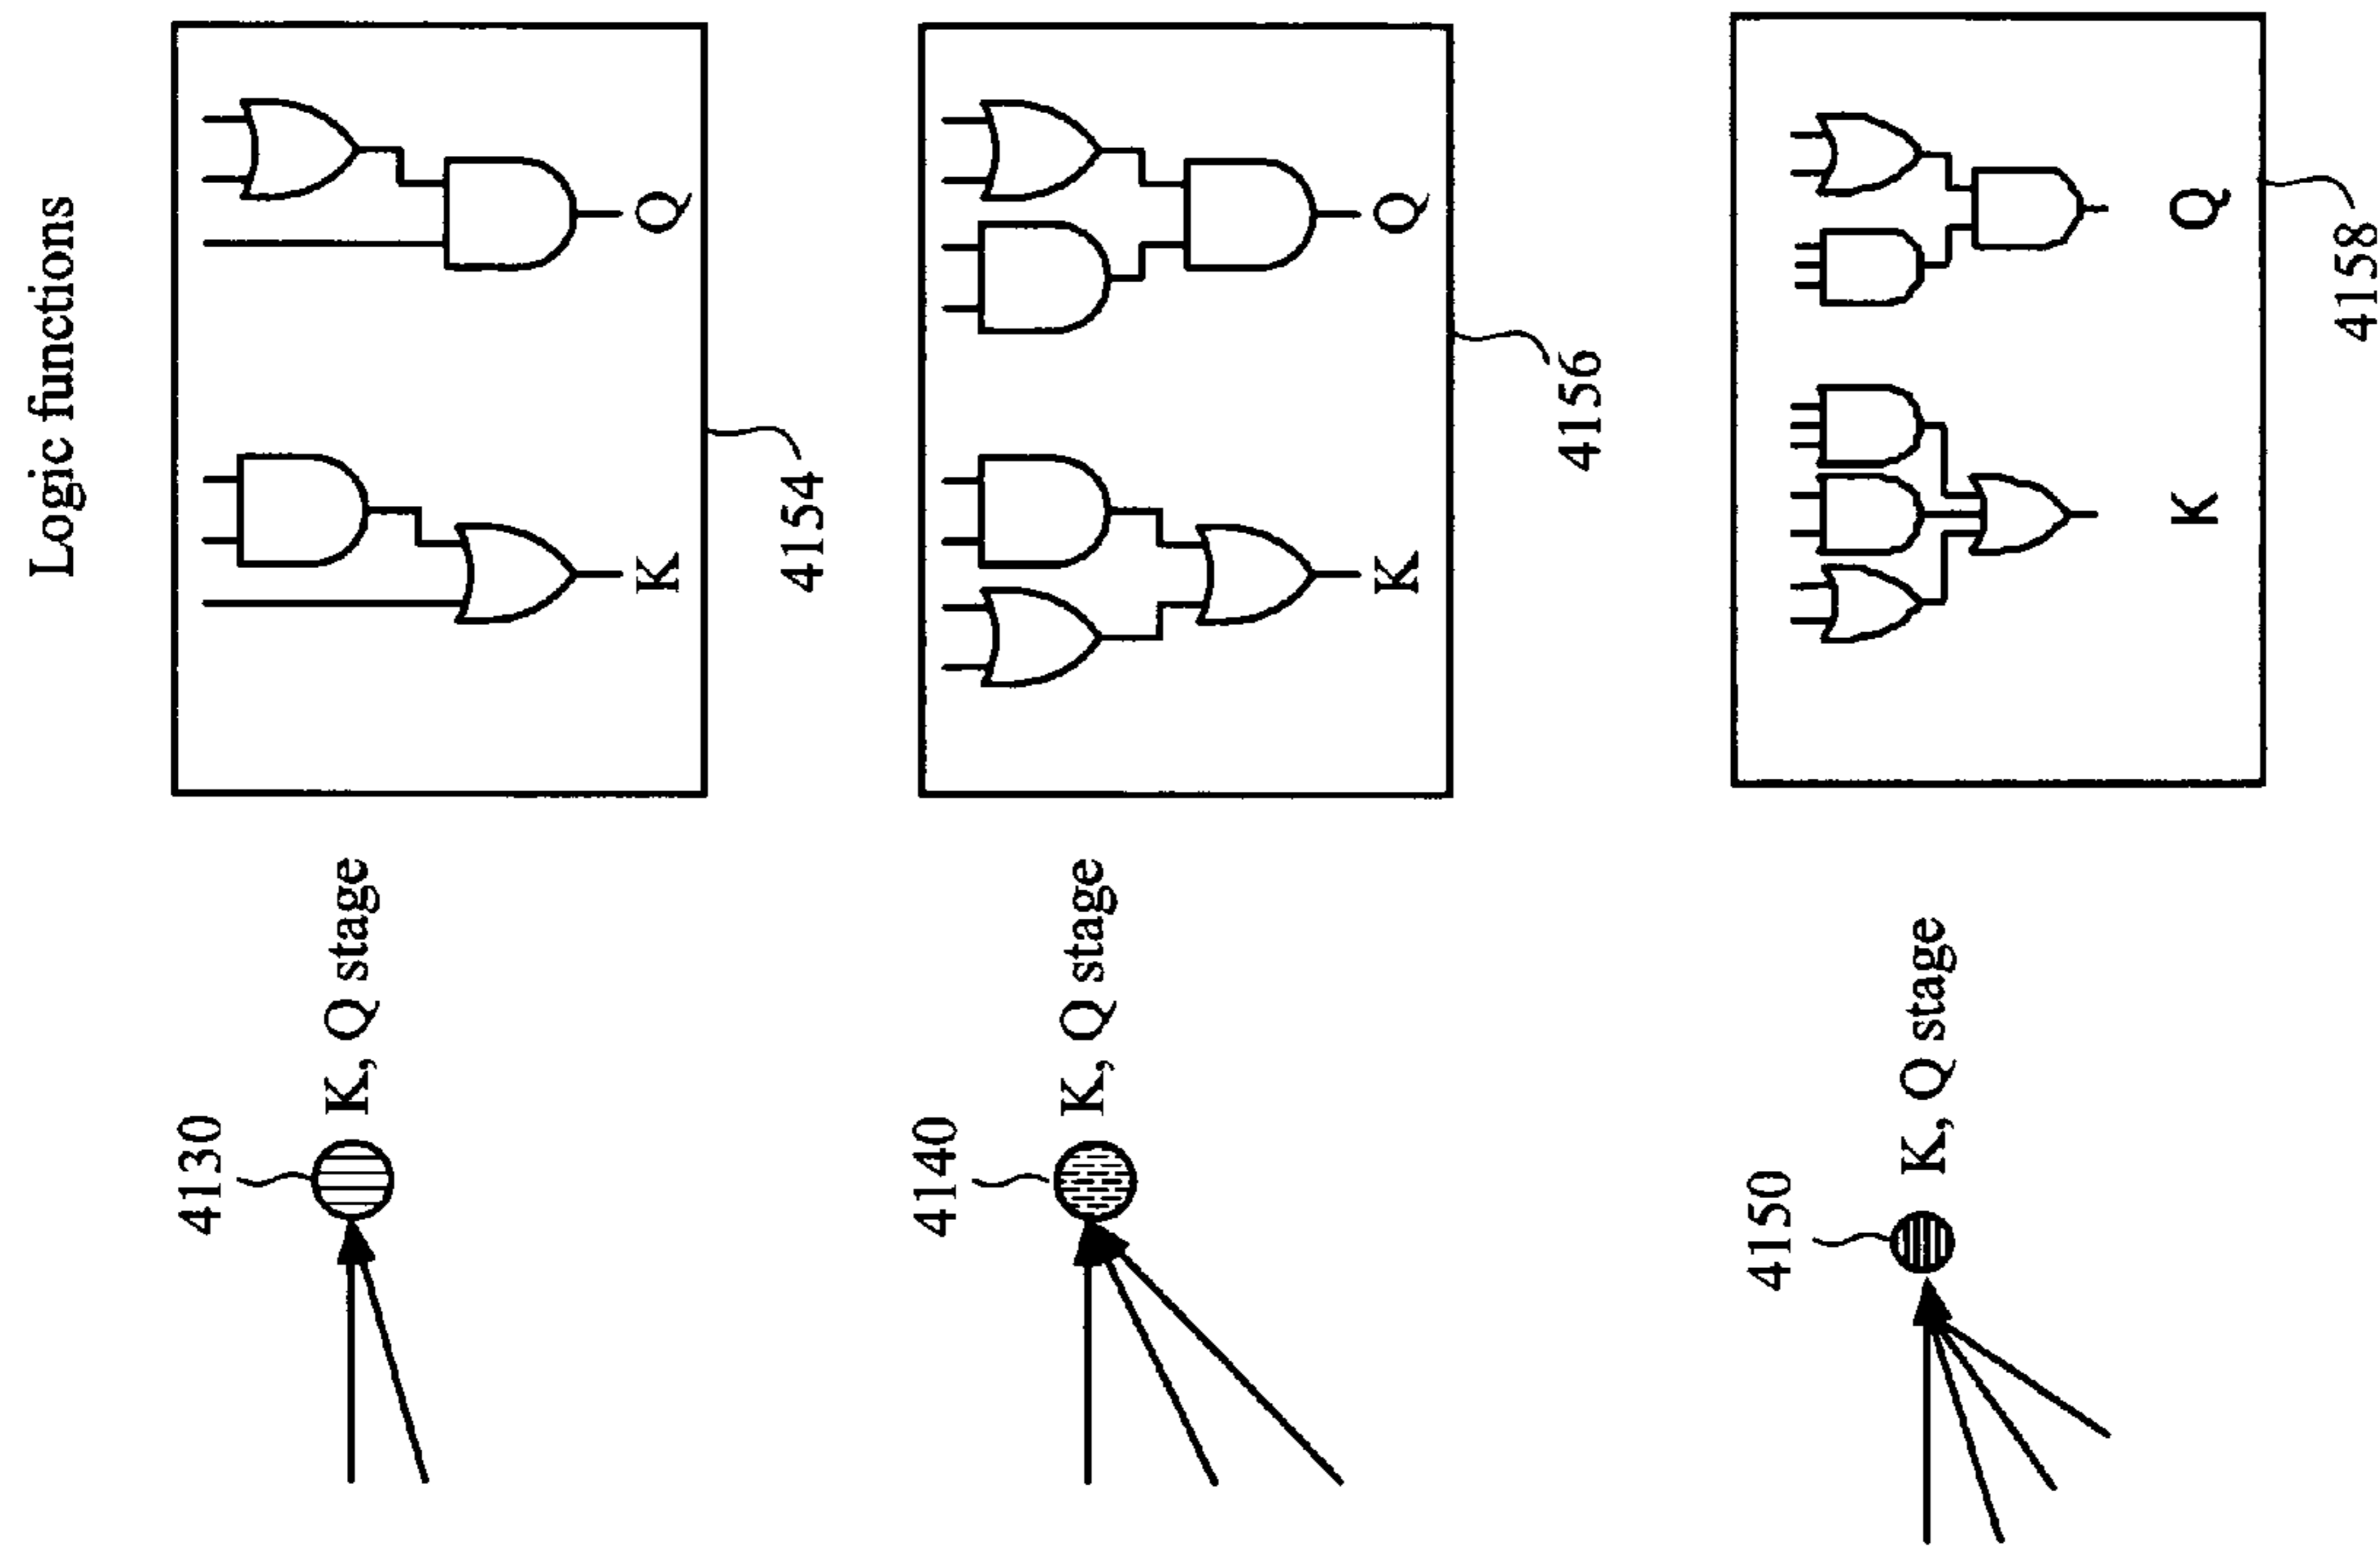 Logic functions
4130
K, Q stage
K
Q
4154
4140
K, Q stage
K
Q
4156
4150
K, Q stage
K
Q
4158